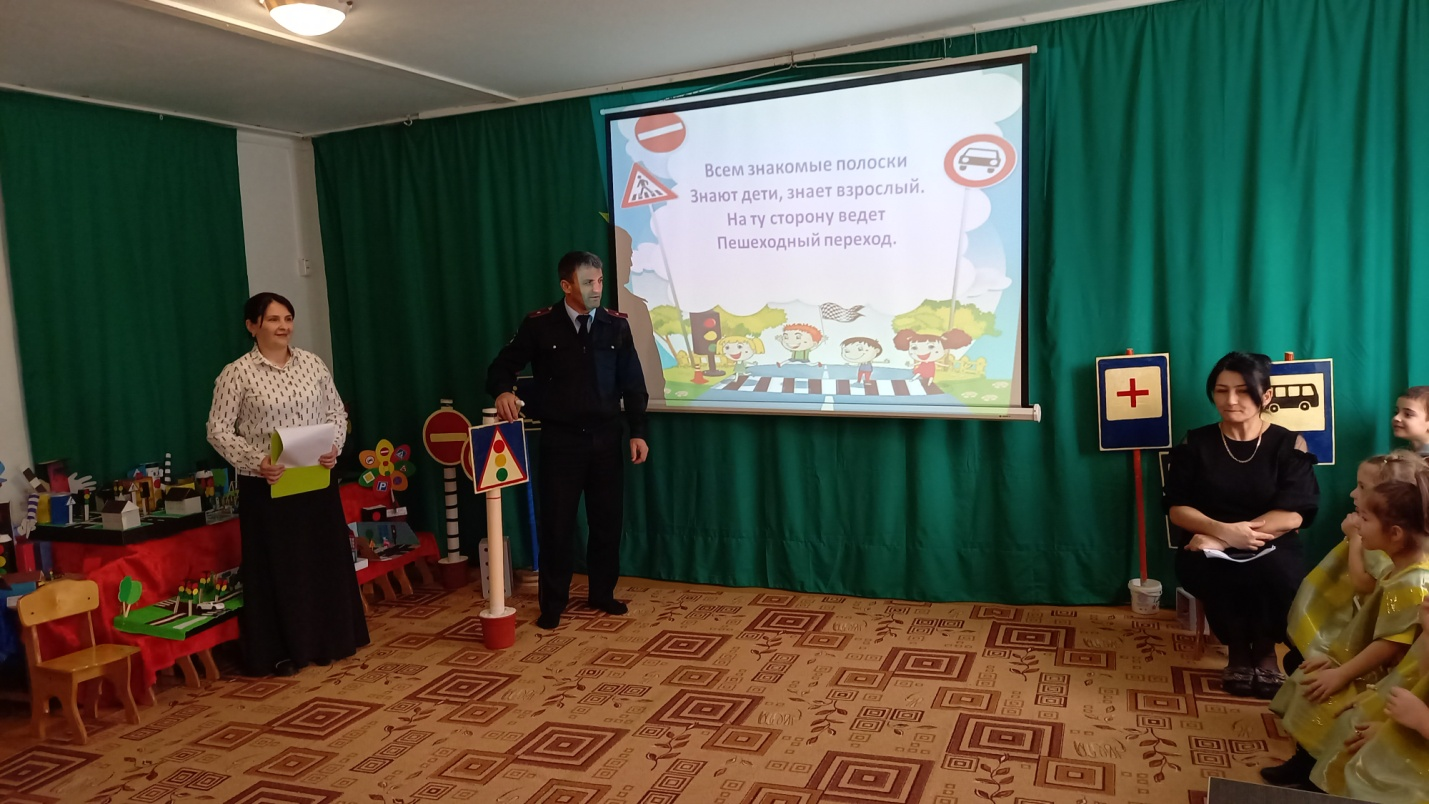 Всем знакомые полоски
Знают дети, знает взрослый.
На ту сторону ведет
Пешеходный переход.